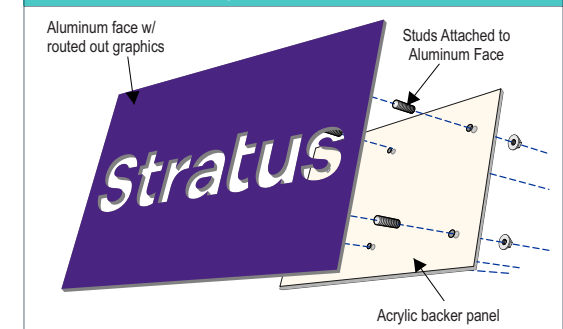 Aluminum face w/
routed out graphics
Studs Attached to
Aluminum Face
Stratus
Acrylic backer panel